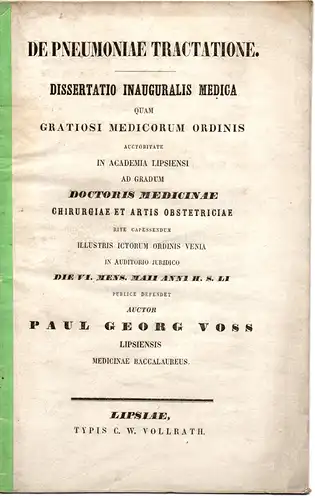 DE PNEUMONIAE TRACTATIONE.
DISSERTATIO INAUGURALIS MEDICA
QUAM
GRATIOSI MEDICORUM ORDINIS
AUCTORITATE
IN ACADEMIA LIPSIENSI
AD GRADUM
DOCTORIS MEDICINAE
CHIRURGIAE ET ARTIS OBSTETRICIAE
RITE CAPESSENDUM
ILLUSTRIS ICTORUM ORDINIS VENIA
IN AUDITORIO JURIDICO
DIE VI. MENS. MAII ANNI H. S. LI
PUBLICE DEFENDET
AUCTOR
PAUL GEORG VOSS
LIPSIENSIS
MEDICINAE BACCALAUREUS.
LIPSIAE,
TYPIS C. W. VOLLRATH.